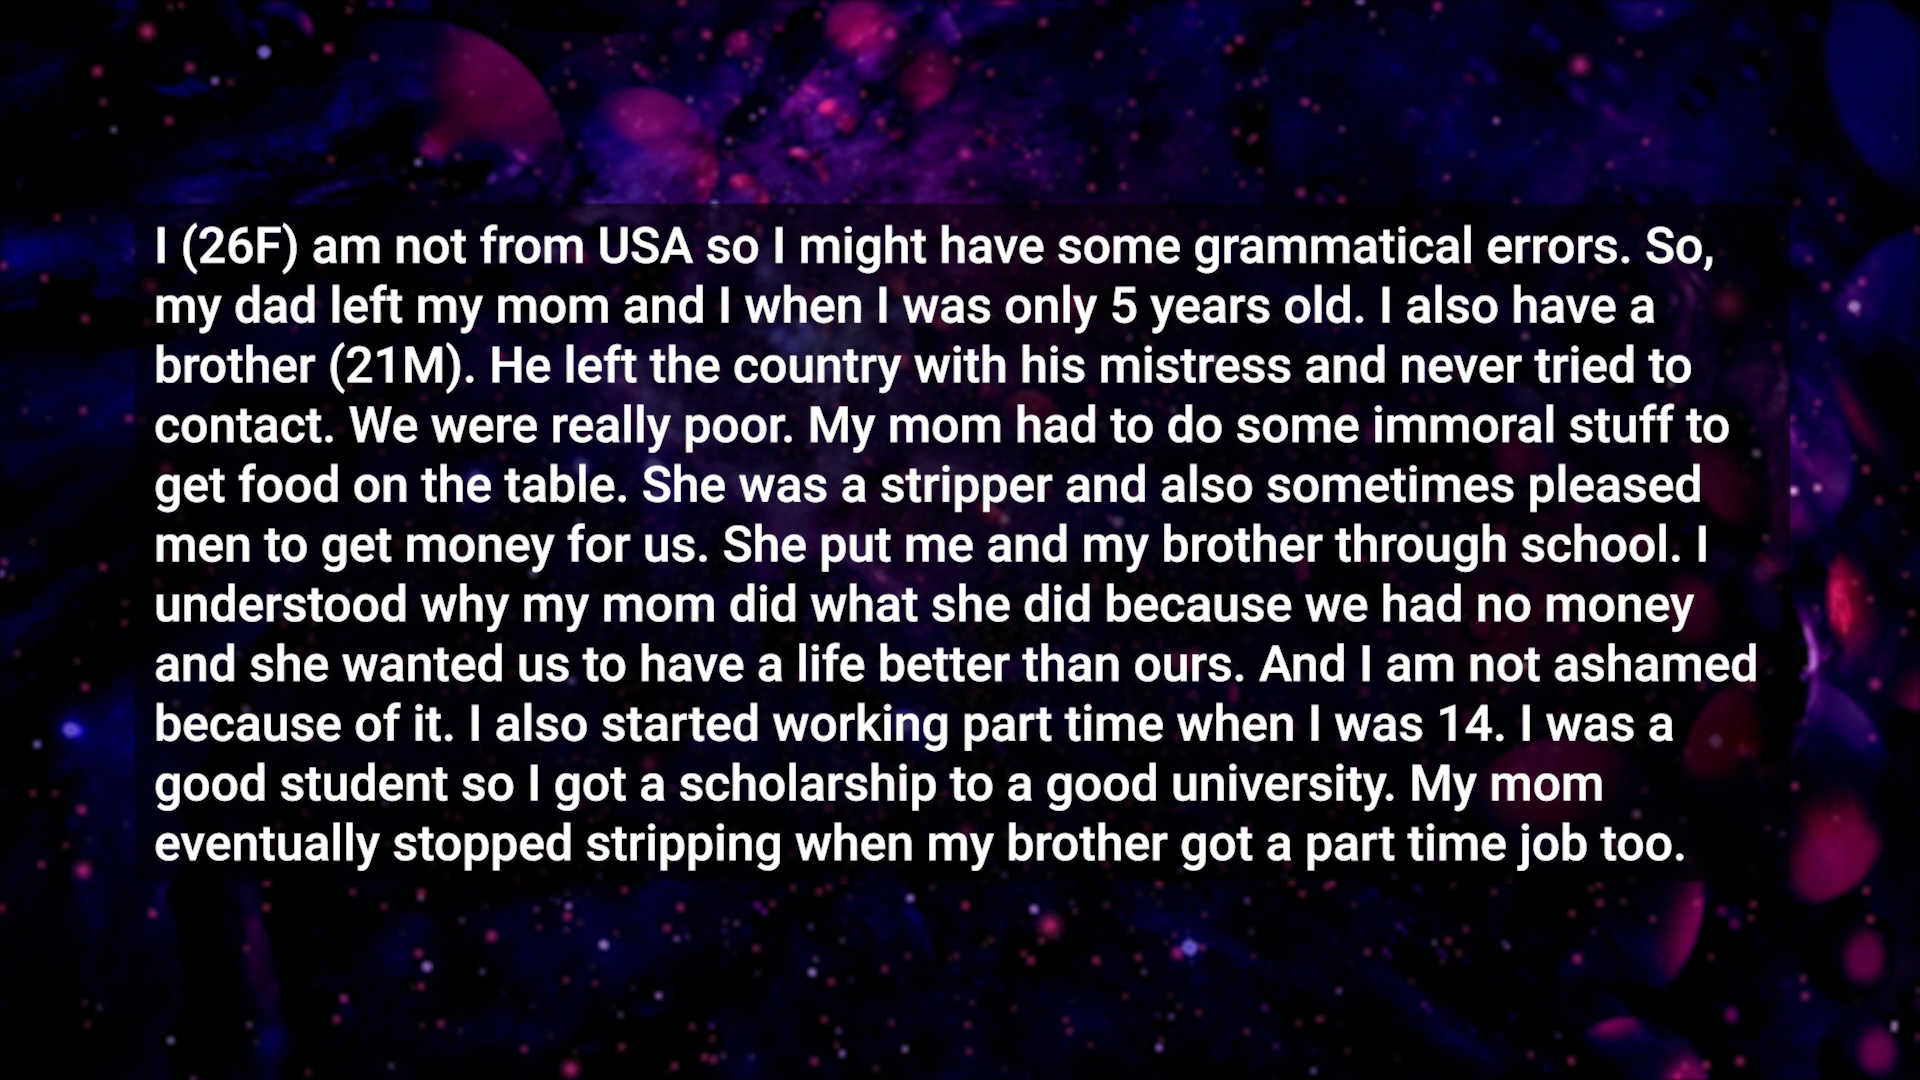 I (26F) am not from USA so I might have some grammatical errors. So,
my dad left my mom and I when I was only 5 years old. I also have a
brother (21M). He left the country with his mistress and never tried to
contact. We were really poor. My mom had to do some immoral stuff to
get food on the table. She was a stripper and also sometimes pleased
men to get money for us. She put me and my brother through school. I
understood why my mom did what she did because we had no money
and she wanted us to have a life better than ours. And I am not ashamed
because of it. I also started working part time when I was 14. I was a
good student so I got a scholarship to a good university. My mom
eventually stopped stripping when my brother got a part time job too.